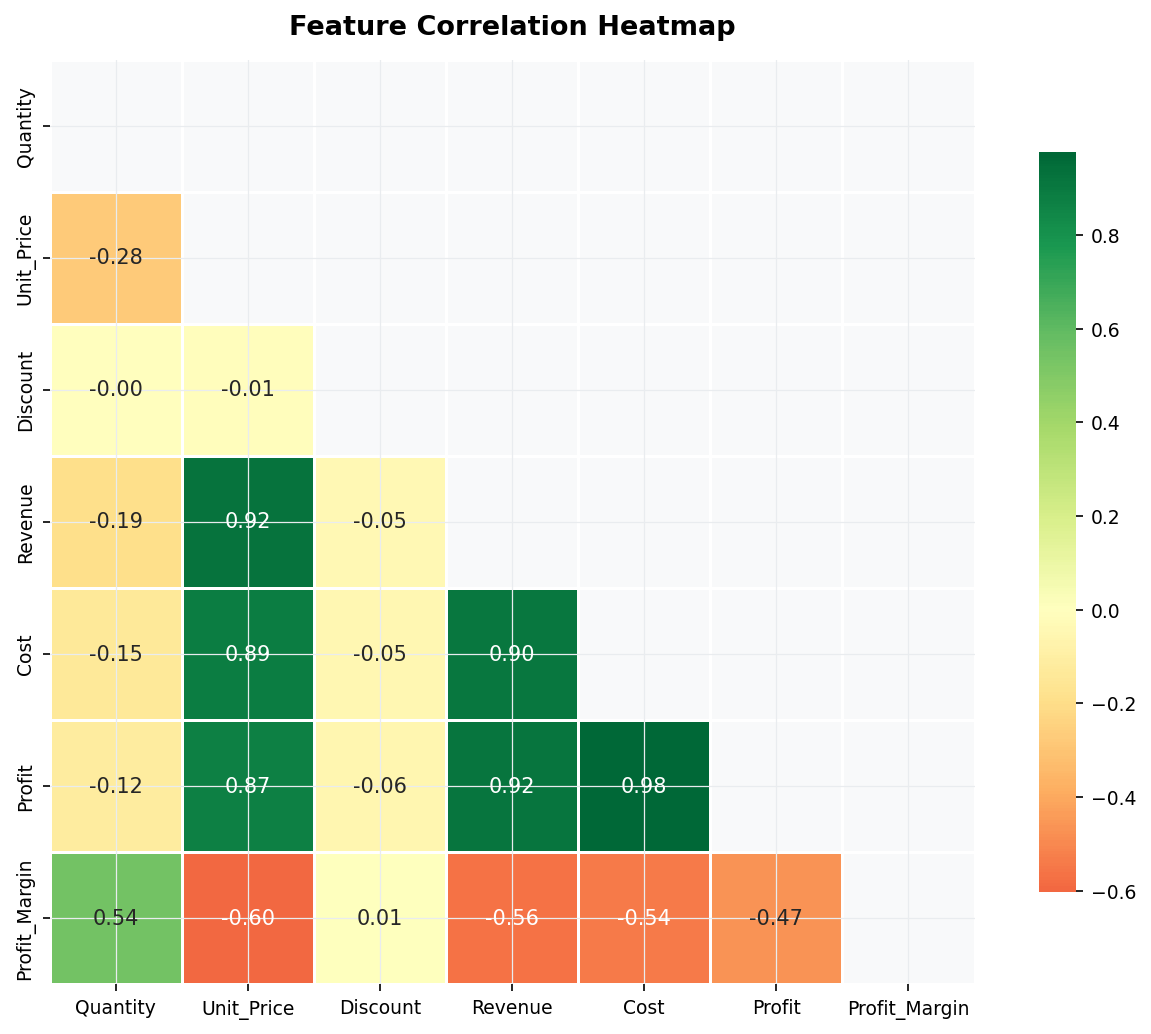 Feature Correlation Heatmap
Quantity
Unit_Price
-0.28
Discount
-0.00 -0.01
Revenue
-0.19 0.92 -0.05
Cost
-0.15 0.89 -0.05 0.90
Profit
-0.12 0.87 -0.06 0.92 0.98
Profit_Margin
0.54 -0.60 0.01 -0.56 -0.54 -0.47
Quantity Unit_Price Discount Revenue Cost Profit Profit_Margin
0.8
0.6
0.4
0.2
0.0
−0.2
−0.4
−0.6